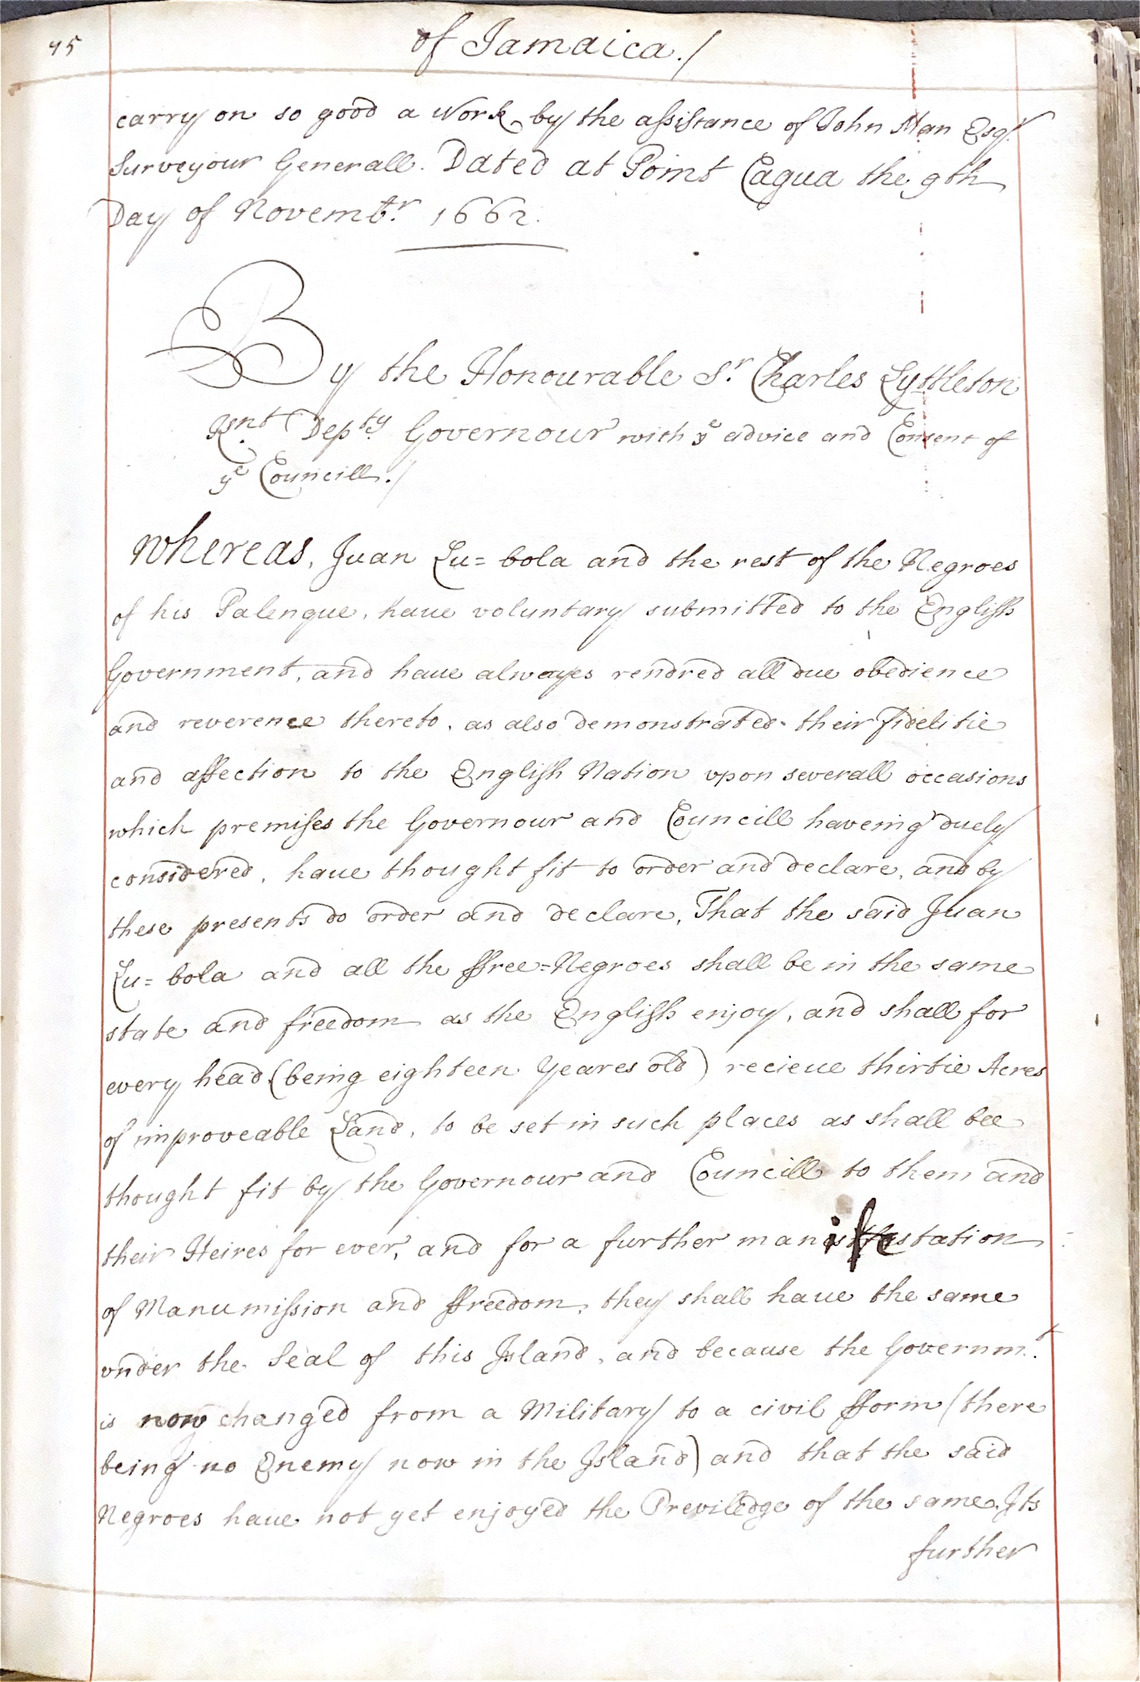 75
of Jamaica./
carry on so good a Work by the assistance of John Man Esqr.
Surveyour Generall. Dated at Point Cagua the 9th
Day of Novembr. 1662.
By the Honourable Sr. Charles Lyttleton
Knt. Depty. Governour with ye advice and Consent of
ye Councill./
Whereas, Juan Lu=bola and the rest of the Negroes
of his Palenque, haue voluntary submitted to the English
Government, and haue alwayes rendred all due obedience
and reverence thereto, as also demonstrated their fidelitie
and affection to the English Nation vpon severall occasions
which premises the Governour and Councill haveing duely
considered, haue thought fit to order and declare, and by
these presents do order and declare, That the said Juan
Lu=bola and all the ffree=Negroes shall be in the same
state and freedom as the English enjoy, and shall for
every head (being eighteen Yeares old) recieue thirtie Acres
of improveable Land, to be set in such places as shall bee
thought fit by the Governour and Councill to them and
their Heires for ever, and for a further manifestation
of Manumission and ffreedom, they shall haue the same
vnder the Seal of this Island, and because the Governmt.
is now changed from a Military to a civil fform (there
being no Enemy now in the Island) and that the said
Negroes haue not yet enjoyed the Previledge of the same, Its
further